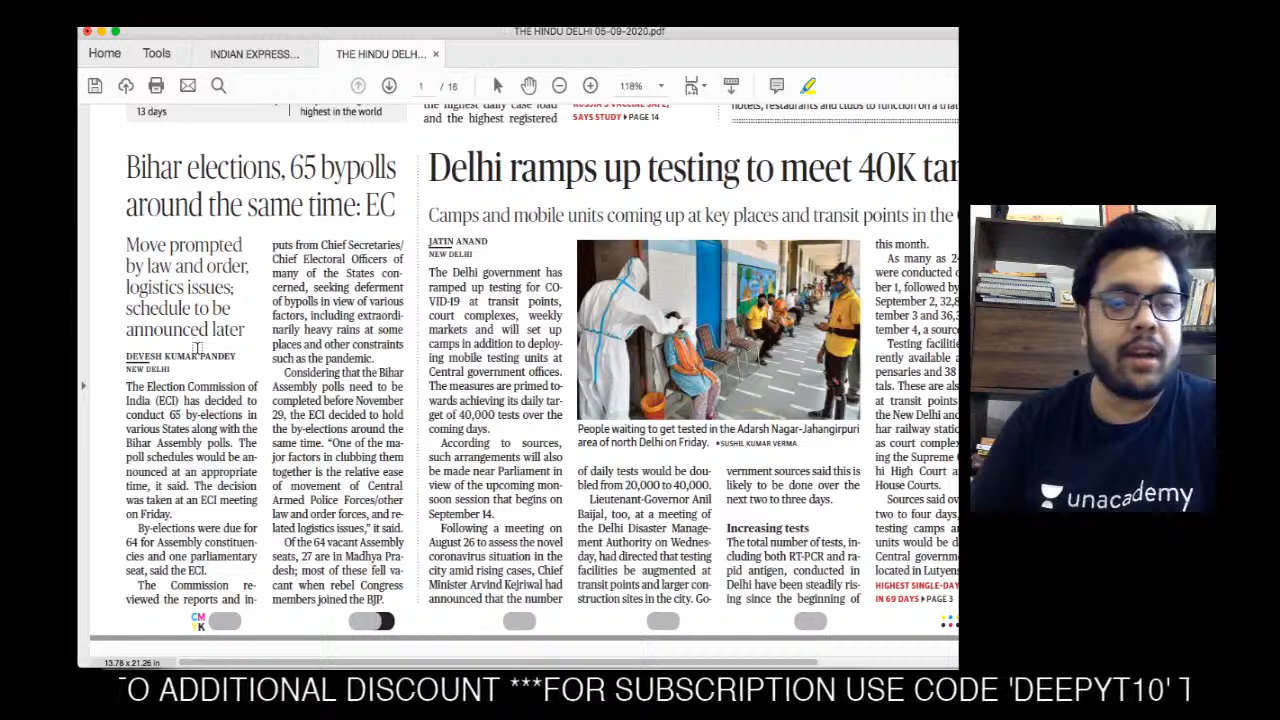 THE HINDU DELHI 05-09-2020.pdf
Home
Tools
INDIAN EXPRESS...
THE HINDU DELH...
×
1 / 16
118%
13 days
highest in the world
the highest daily case load
and the highest registered
RUSSIA'S VACCINE SAFE,
SAYS STUDY PAGE 14
hotels, restaurants and clubs to function on a trial
Bihar elections, 65 bypolls
around the same time: EC
Move prompted
by law and order,
logistics issues;
schedule to be
announced later
DEVESH KUMAR PANDEY
NEW DELHI
The Election Commission of
India (ECI) has decided to
conduct 65 by-elections in
various States along with the
Bihar Assembly polls. The
poll schedules would be an-
nounced at an appropriate
time, it said. The decision
was taken at an ECI meeting
on Friday.
By-elections were due for
64 for Assembly constituen-
cies and one parliamentary
seat, said the ECI.
The Commission re-
viewed the reports and in-
puts from Chief Secretaries/
Chief Electoral Officers of
many of the States con-
cerned, seeking deferment
of bypolls in view of various
factors, including extraordi-
narily heavy rains at some
places and other constraints
such as the pandemic.
Considering that the Bihar
Assembly polls need to be
completed before November
29, the ECI decided to hold
the by-elections around the
same time. “One of the ma-
jor factors in clubbing them
together is the relative ease
of movement of Central
Armed Police Forces/other
law and order forces, and re-
lated logistics issues,” it said.
Of the 64 vacant Assembly
seats, 27 are in Madhya Pra-
desh; most of these fell va-
cant when rebel Congress
members joined the BJP.
Delhi ramps up testing to meet 40K tar
Camps and mobile units coming up at key places and transit points in the
JATIN ANAND
NEW DELHI
The Delhi government has
ramped up testing for CO-
VID-19 at transit points,
court complexes, weekly
markets and will set up
camps in addition to deploy-
ing mobile testing units at
Central government offices.
The measures are primed to-
wards achieving its daily tar-
get of 40,000 tests over the
coming days.
According to sources,
such arrangements will also
be made near Parliament in
view of the upcoming mon-
soon session that begins on
September 14.
Following a meeting on
August 26 to assess the novel
coronavirus situation in the
city amid rising cases, Chief
Minister Arvind Kejriwal had
announced that the number
People waiting to get tested in the Adarsh Nagar-Jahangirpuri
area of north Delhi on Friday. •SUSHIL KUMAR VERMA
of daily tests would be dou-
bled from 20,000 to 40,000.
Lieutenant-Governor Anil
Baijal, too, at a meeting of
the Delhi Disaster Manage-
ment Authority on Wednes-
day, had directed that testing
facilities be augmented at
transit points and larger con-
struction sites in the city. Go-
vernment sources said this is
likely to be done over the
next two to three days.
Increasing tests
The total number of tests, in-
cluding both RT-PCR and ra-
pid antigen, conducted in
Delhi have been steadily ris-
ing since the beginning of
this month.
As many as 24
were conducted o
ber 1, followed by
September 2, 32,8
tember 3 and 36,3
tember 4, a sourc
Testing facilitie
rently available a
pensaries and 38
tals. These are als
at transit points
the New Delhi and
har railway statio
as court complex
ing the Supreme
hi High Court a
House Courts.
Sources said ov
two to four days,
testing camps a
units would be d
Central governm
located in Lutyens
HIGHEST SINGLE-DAY
IN 69 DAYS PAGE 3
CM
YK
13.78 x 21.26 in
unacademy
TO ADDITIONAL DISCOUNT ***FOR SUBSCRIPTION USE CODE 'DEEPYT10' T